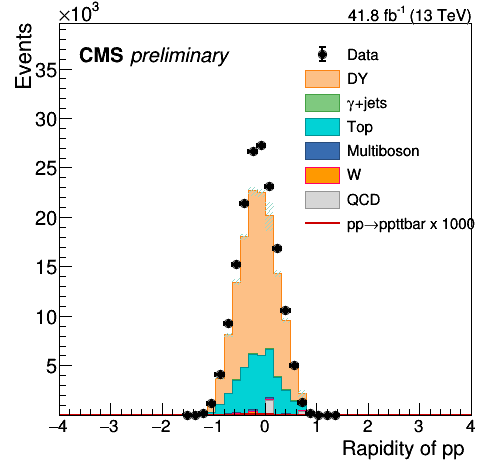 ×10³
41.8 fb⁻¹ (13 TeV)
Events
CMS preliminary
Data
DY
γ+jets
Top
Multiboson
W
QCD
pp→ppttbar x 1000
35
30
25
20
15
10
5
−4 −3 −2 −1 0 1 2 3 4
Rapidity of pp